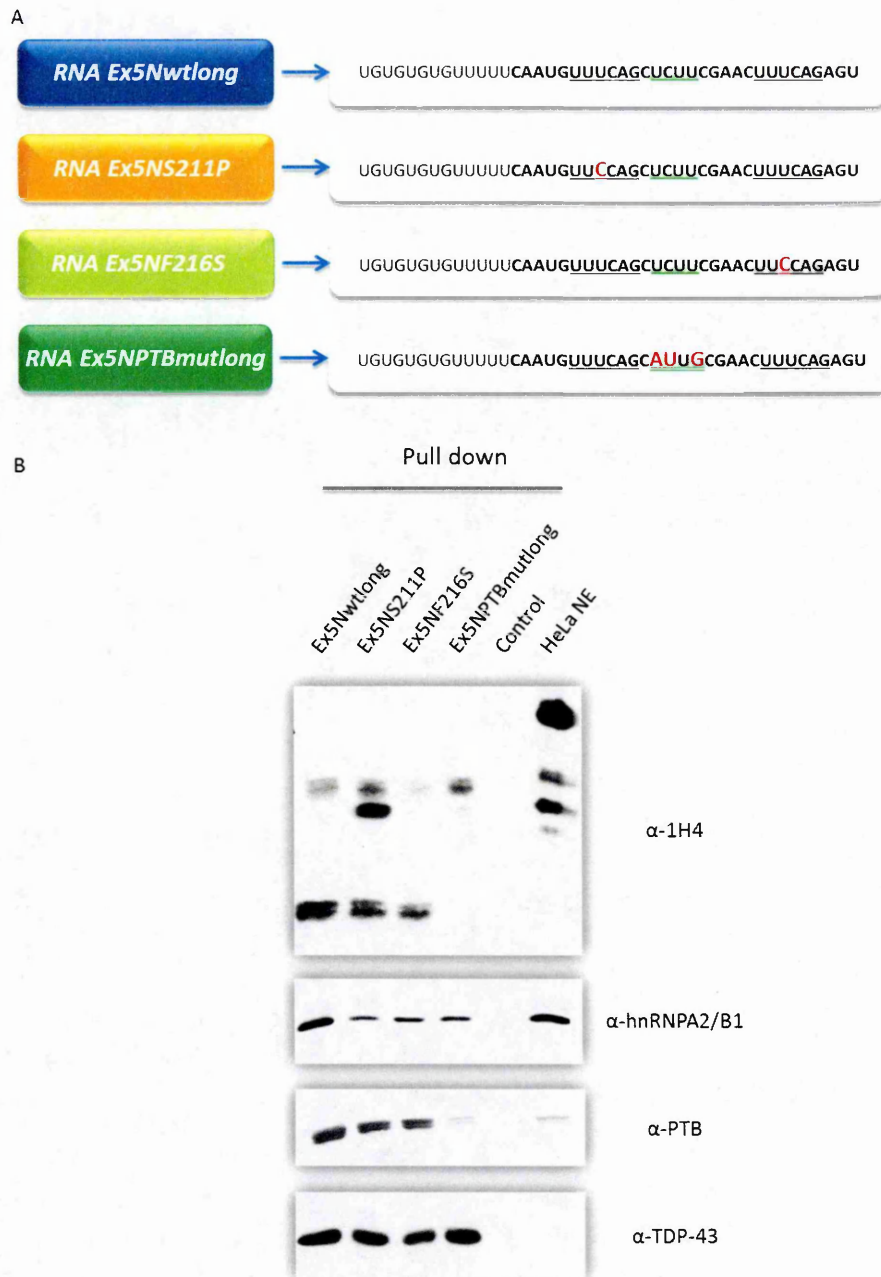 A
RNA Ex5Nwtlong
UGUGUGUGUUUUUCAAUGUUUCAGCUCUUCGAACUUUCAGAGU
RNA Ex5NS211P
UGUGUGUGUUUUUCAAUGUUCCAGCUCUUCGAACUUUCAGAGU
RNA Ex5NF216S
UGUGUGUGUUUUUCAAUGUUUCAGCUCUUCGAACUUCCAGAGU
RNA Ex5NPTBmutlong
UGUGUGUGUUUUUCAAUGUUUCAGCAUUGCGAACUUUCAGAGU
B
Pull down
Ex5Nwtlong
Ex5NS211P
Ex5NF216S
Ex5NPTBmutlong
Control
HeLa NE
α-1H4
α-hnRNPA2/B1
α-PTB
α-TDP-43